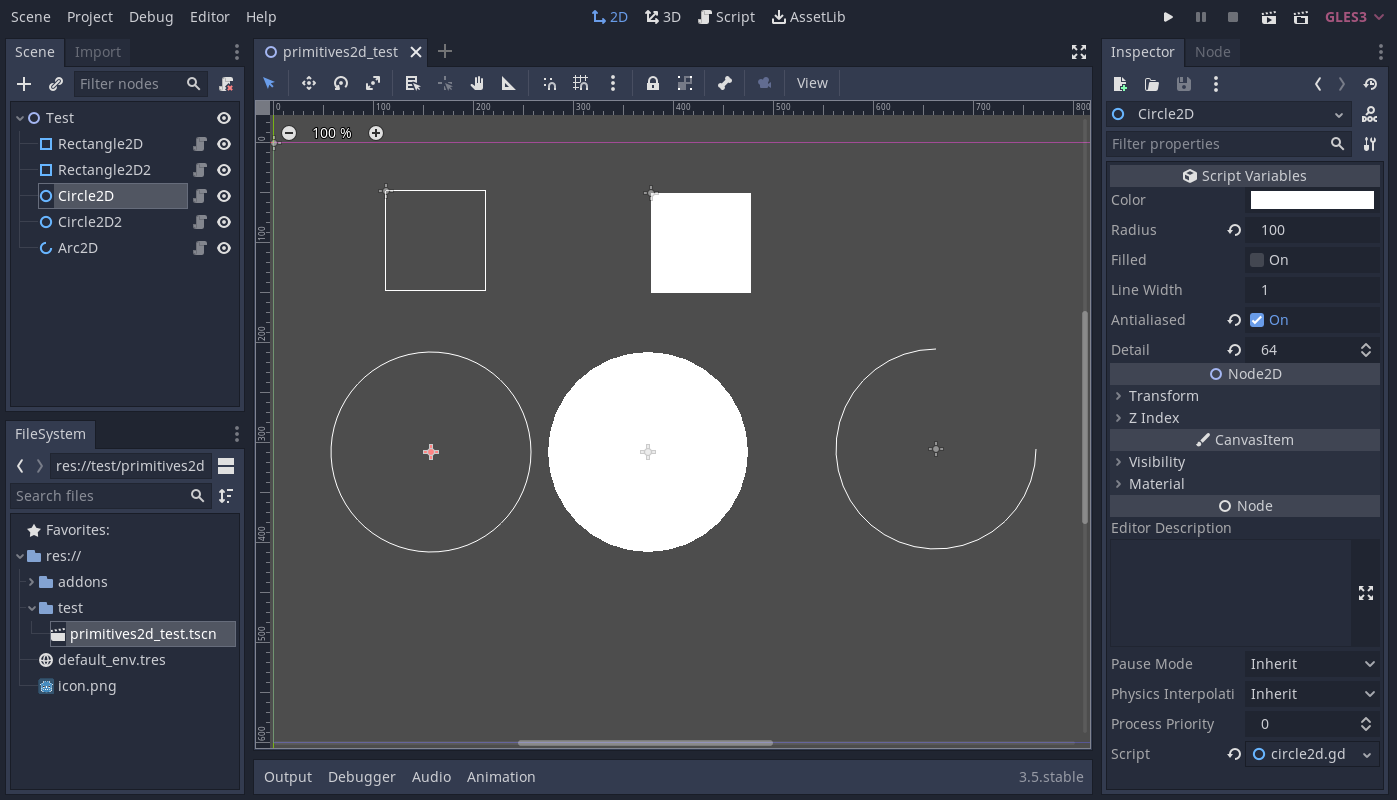 Scene Project Debug Editor Help
2D 3D Script AssetLib
GLES3
Scene Import
Filter nodes
Test
Rectangle2D
Rectangle2D2
Circle2D
Circle2D2
Arc2D
FileSystem
res://test/primitives2d
Search files
Favorites:
res://
addons
test
primitives2d_test.tscn
default_env.tres
icon.png
primitives2d_test
View
0 100 200 300 400 500 600 700 800
100 %
0
100
200
300
400
500
600
Output Debugger Audio Animation 3.5.stable
Inspector Node
Circle2D
DOC
Filter properties
Script Variables
Color
Radius 100
Filled On
Line Width 1
Antialiased On
Detail 64
Node2D
Transform
Z Index
CanvasItem
Visibility
Material
Node
Editor Description
Pause Mode Inherit
Physics Interpolati Inherit
Process Priority 0
Script circle2d.gd